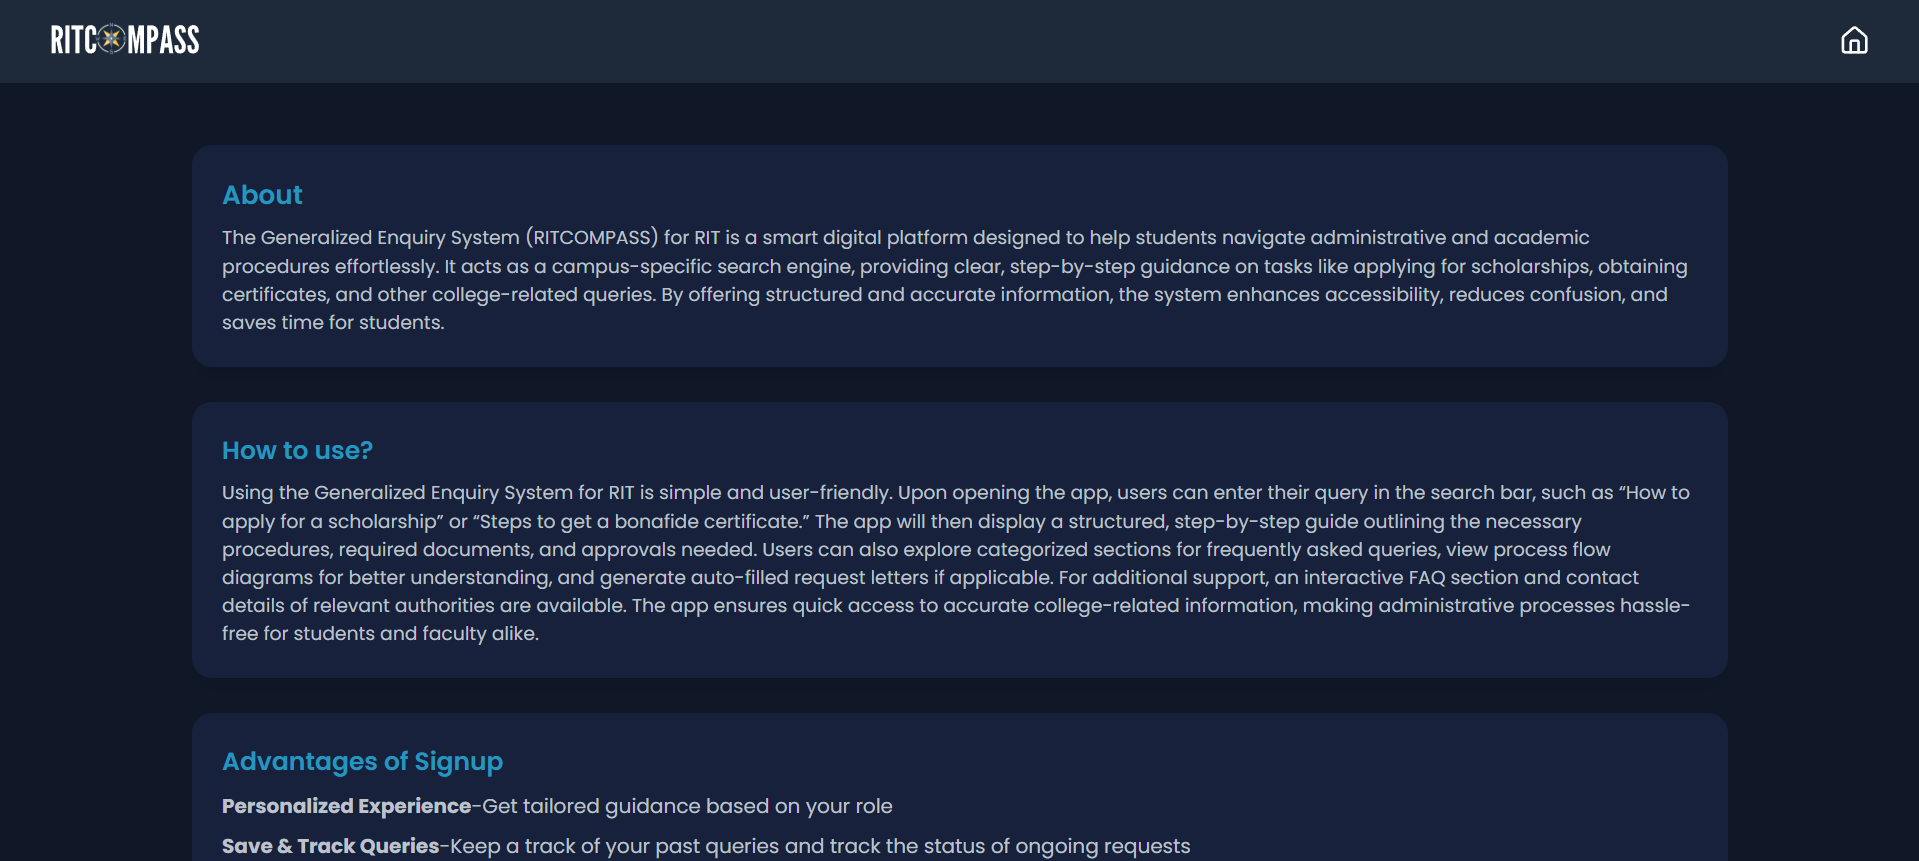 RITCOMPASS
About
The Generalized Enquiry System (RITCOMPASS) for RIT is a smart digital platform designed to help students navigate administrative and academic
procedures effortlessly. It acts as a campus-specific search engine, providing clear, step-by-step guidance on tasks like applying for scholarships, obtaining
certificates, and other college-related queries. By offering structured and accurate information, the system enhances accessibility, reduces confusion, and
saves time for students.
How to use?
Using the Generalized Enquiry System for RIT is simple and user-friendly. Upon opening the app, users can enter their query in the search bar, such as “How to
apply for a scholarship” or “Steps to get a bonafide certificate.” The app will then display a structured, step-by-step guide outlining the necessary
procedures, required documents, and approvals needed. Users can also explore categorized sections for frequently asked queries, view process flow
diagrams for better understanding, and generate auto-filled request letters if applicable. For additional support, an interactive FAQ section and contact
details of relevant authorities are available. The app ensures quick access to accurate college-related information, making administrative processes hassle-
free for students and faculty alike.
Advantages of Signup
Personalized Experience-Get tailored guidance based on your role
Save & Track Queries-Keep a track of your past queries and track the status of ongoing requests